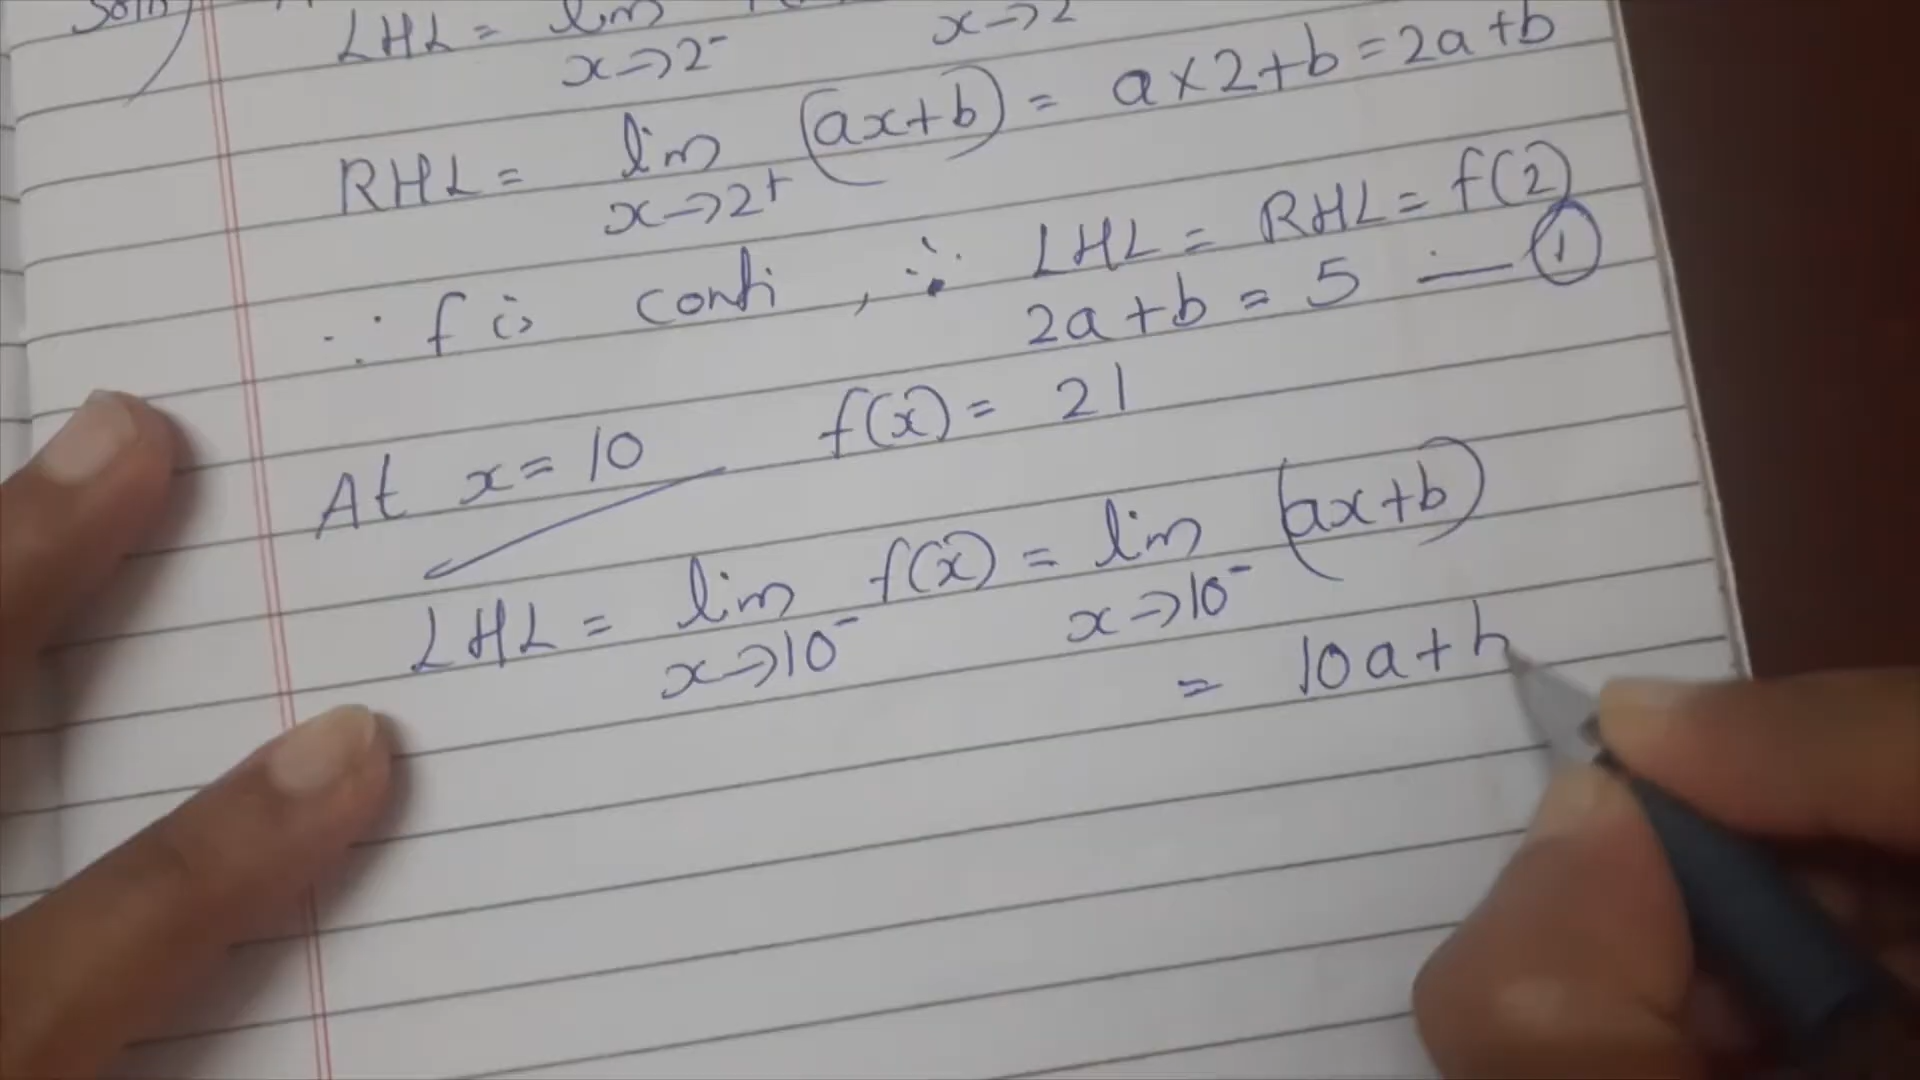 Soln
LHL = lim
x→2⁻ x→2
RHL = lim (ax+b) = a×2+b = 2a+b
x→2+
∵ f is conti , ∴ LHL = RHL = f(2)
2a+b = 5 — ①
At x=10 f(x) = 21
LHL = lim f(x) = lim (ax+b)
x→10⁻ x→10⁻
= 10a+b